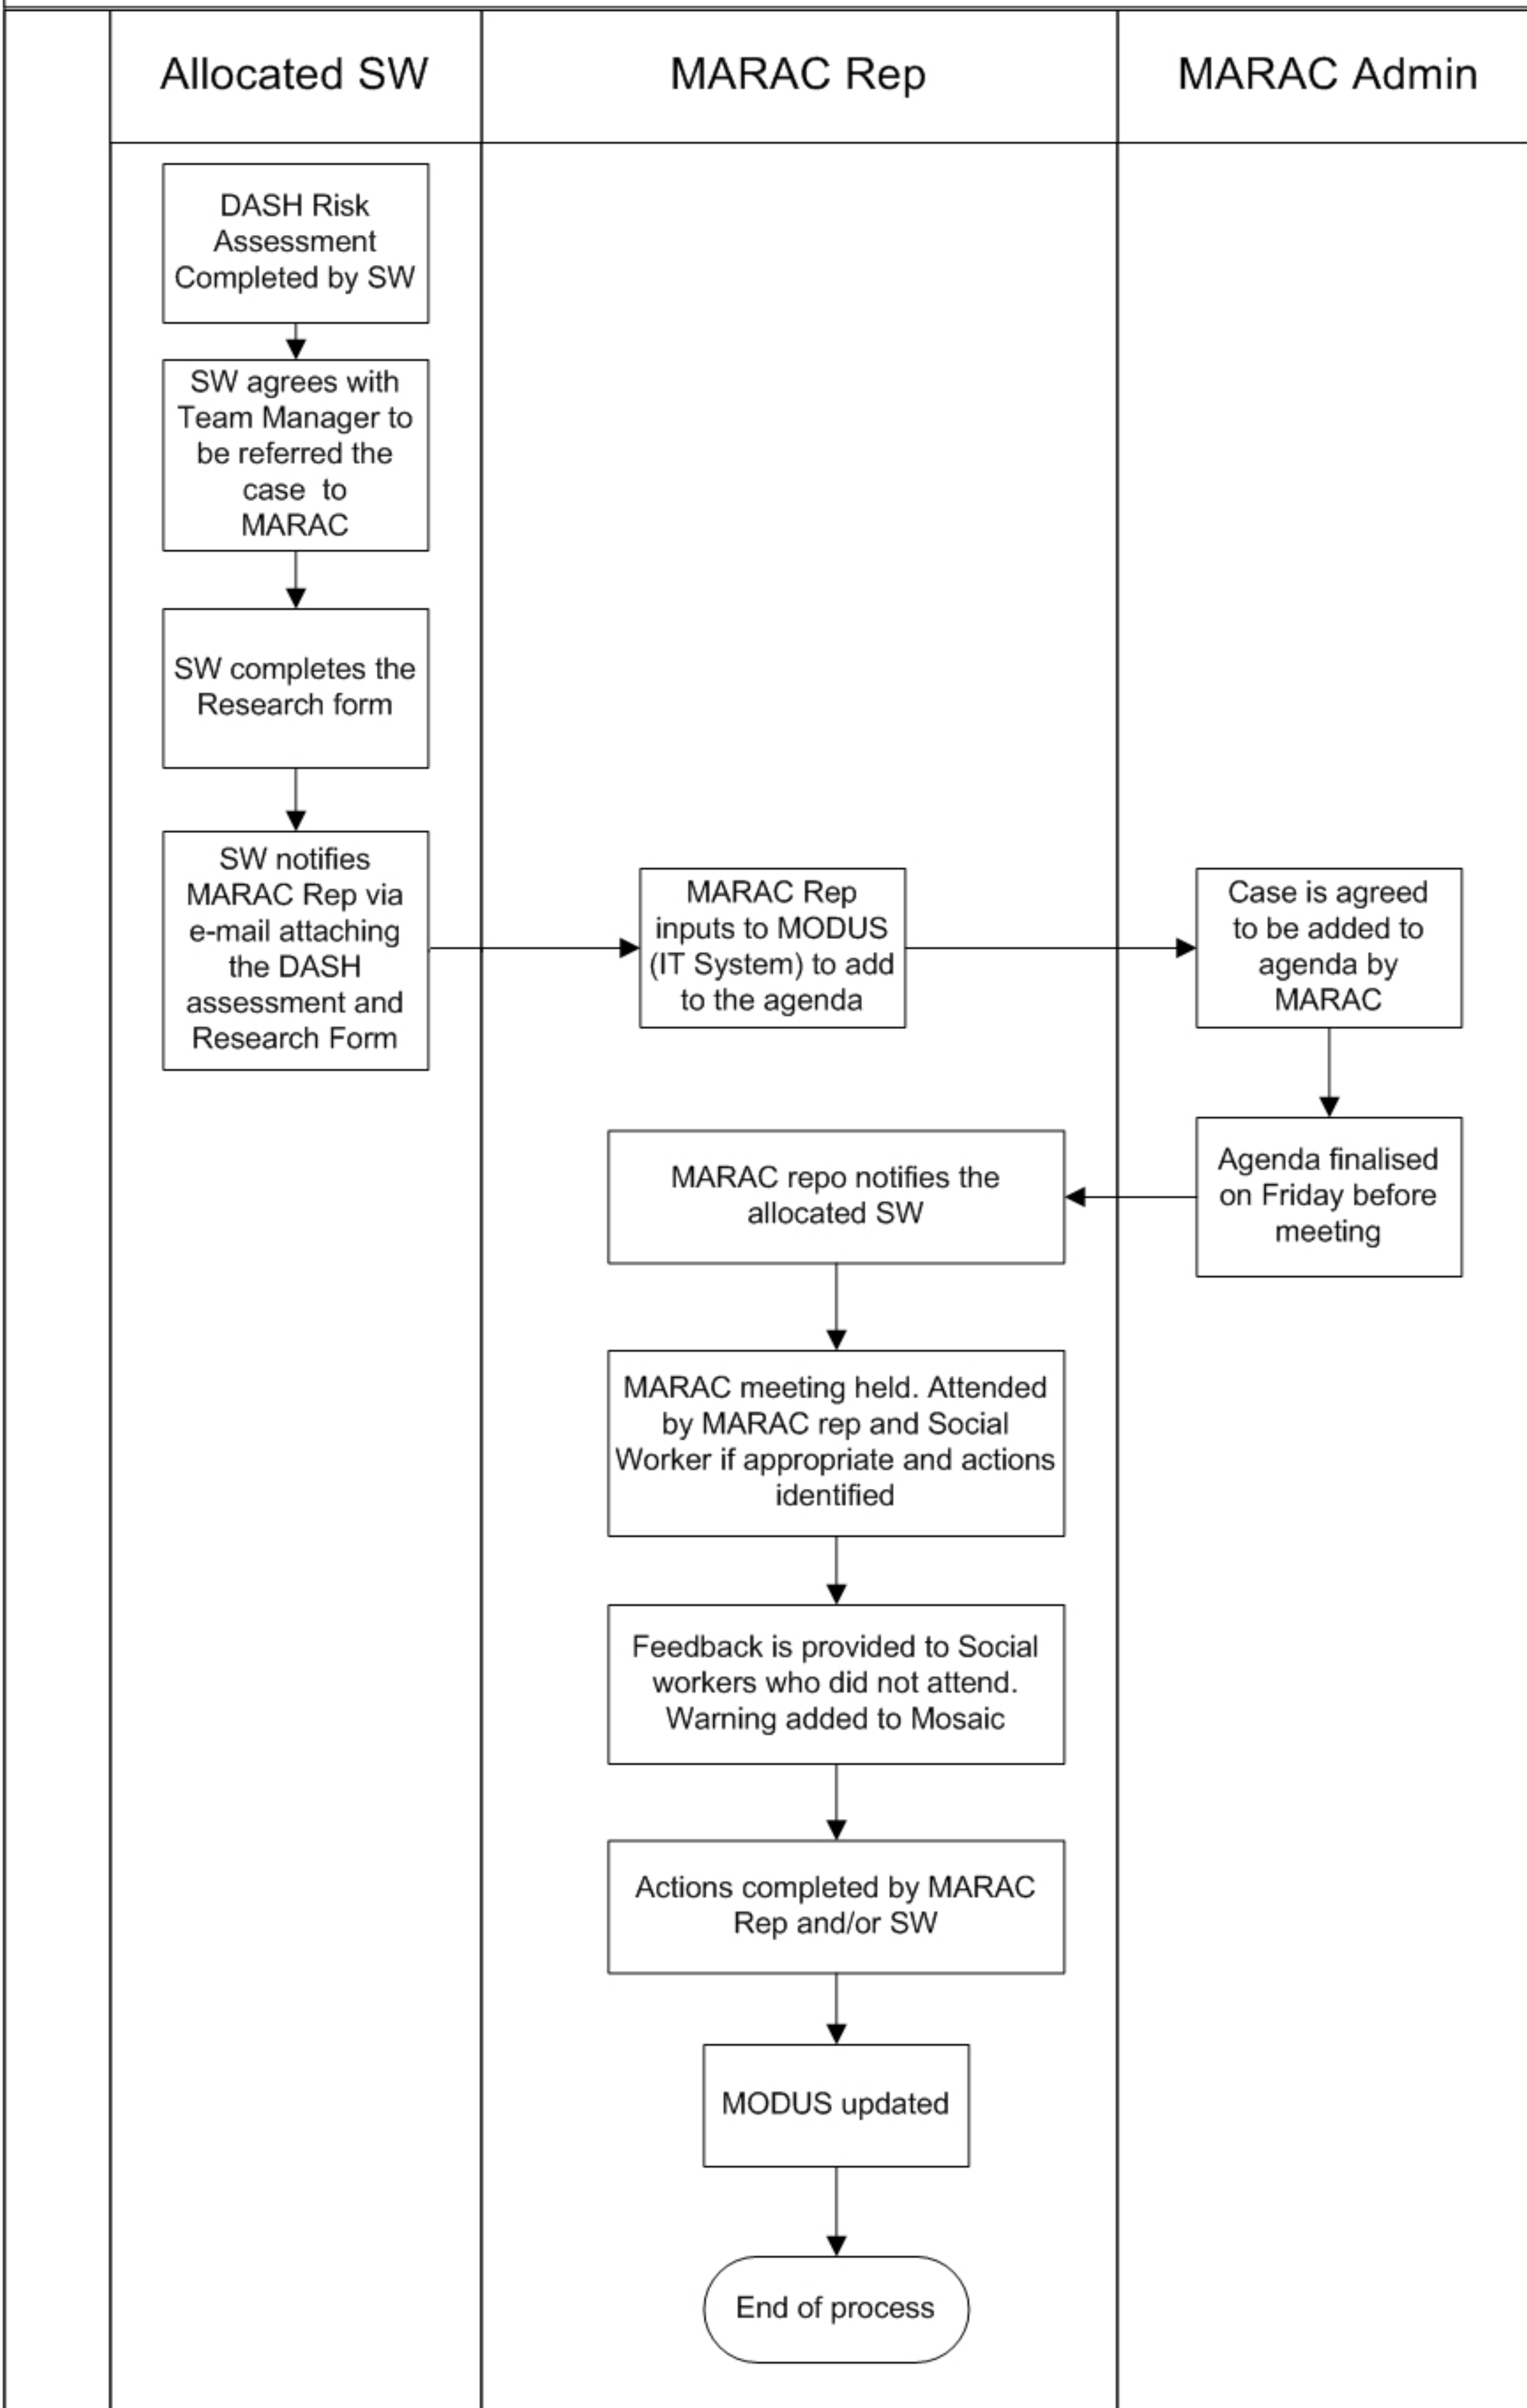 Allocated SW
MARAC Rep
MARAC Admin
DASH Risk
Assessment
Completed by SW
SW agrees with
Team Manager to
be referred the
case to
MARAC
SW completes the
Research form
SW notifies
MARAC Rep via
e-mail attaching
the DASH
assessment and
Research Form
MARAC Rep
inputs to MODUS
(IT System) to add
to the agenda
Case is agreed
to be added to
agenda by
MARAC
Agenda finalised
on Friday before
meeting
MARAC repo notifies the
allocated SW
MARAC meeting held. Attended
by MARAC rep and Social
Worker if appropriate and actions
identified
Feedback is provided to Social
workers who did not attend.
Warning added to Mosaic
Actions completed by MARAC
Rep and/or SW
MODUS updated
End of process